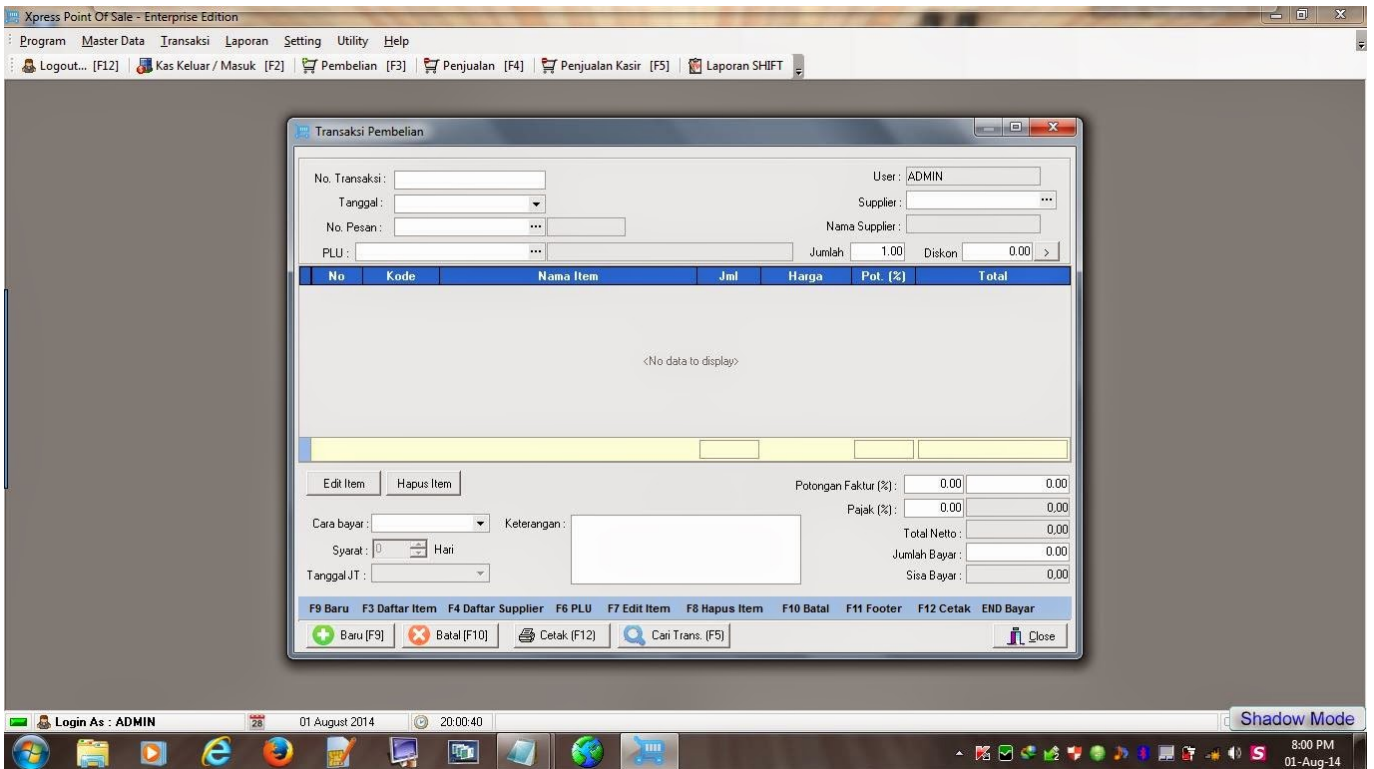 Xpress Point Of Sale - Enterprise Edition
Program Master Data Transaksi Laporan Setting Utility Help
Logout... [F12] Kas Keluar / Masuk [F2] Pembelian [F3] Penjualan [F4] Penjualan Kasir [F5] Laporan SHIFT
Transaksi Pembelian
No. Transaksi : User : ADMIN
Tanggal : Supplier : ...
No. Pesan : ... Nama Supplier :
PLU : ... Jumlah 1.00 Diskon 0.00 >
No Kode Nama Item Jml Harga Pot. (%) Total
<No data to display>
Edit Item Hapus Item Potongan Faktur (%) : 0.00 0.00
Pajak (%) : 0.00 0,00
Cara bayar : Keterangan : Total Netto : 0,00
Syarat : 0 Hari Jumlah Bayar : 0.00
Tanggal JT : Sisa Bayar : 0,00
F9 Baru F3 Daftar Item F4 Daftar Supplier F6 PLU F7 Edit Item F8 Hapus Item F10 Batal F11 Footer F12 Cetak END Bayar
Baru [F9] Batal [F10] Cetak (F12) Cari Trans. (F5) Close
Login As : ADMIN 28 01 August 2014 20:00:40 Shadow Mode
8:00 PM
01-Aug-14